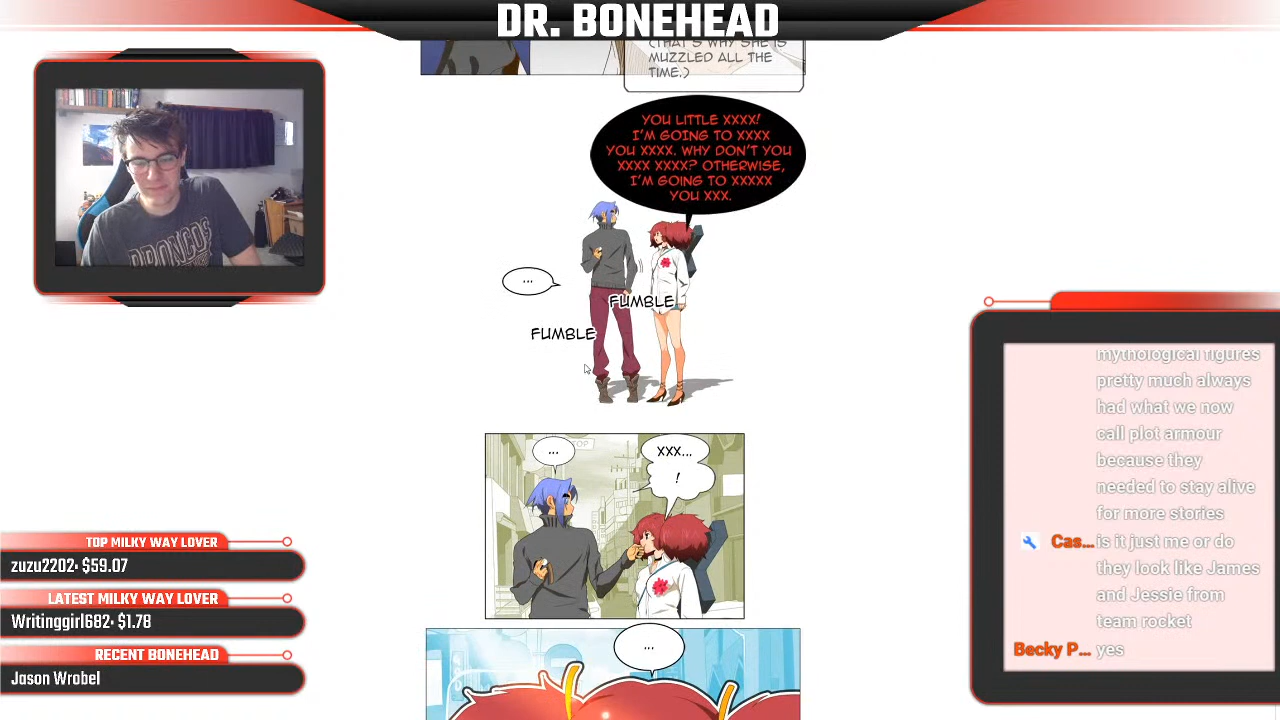 DR. BONEHEAD
(THAT'S WHY SHE IS
MUZZLED ALL THE
TIME.)
YOU LITTLE XXXX!
I'M GOING TO XXXX
YOU XXXX. WHY DON'T YOU
XXXX XXXX? OTHERWISE,
I'M GOING TO XXXXX
YOU XXX.
...
FUMBLE
FUMBLE
...
XXX...
!
...
BRONCOS
TOP MILKY WAY LOVER
zuzu2202• $59.07
LATEST MILKY WAY LOVER
Writinggirl682• $1.78
RECENT BONEHEAD
Jason Wrobel
mythological figures
pretty much always
had what we now
call plot armour
because they
needed to stay alive
for more stories
Cas... is it just me or do
they look like James
and Jessie from
team rocket
Becky P... yes